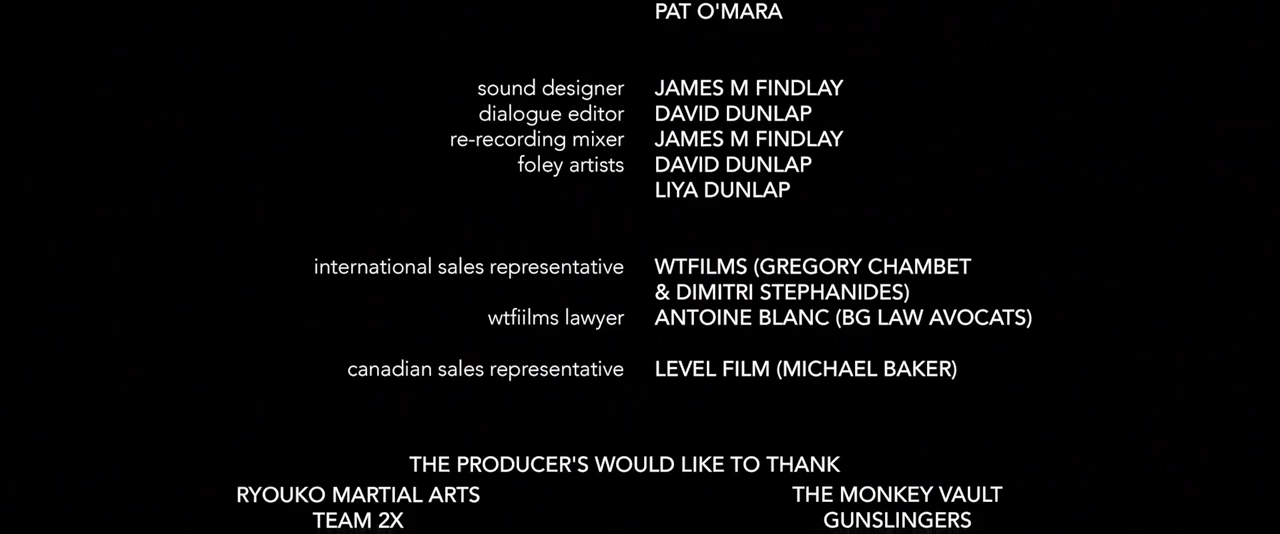 PAT O'MARA
sound designer JAMES M FINDLAY
dialogue editor DAVID DUNLAP
re-recording mixer JAMES M FINDLAY
foley artists DAVID DUNLAP
LIYA DUNLAP
international sales representative WTFILMS (GREGORY CHAMBET
& DIMITRI STEPHANIDES)
wtfiilms lawyer ANTOINE BLANC (BG LAW AVOCATS)
canadian sales representative LEVEL FILM (MICHAEL BAKER)
THE PRODUCER'S WOULD LIKE TO THANK
RYOUKO MARTIAL ARTS THE MONKEY VAULT
TEAM 2X GUNSLINGERS